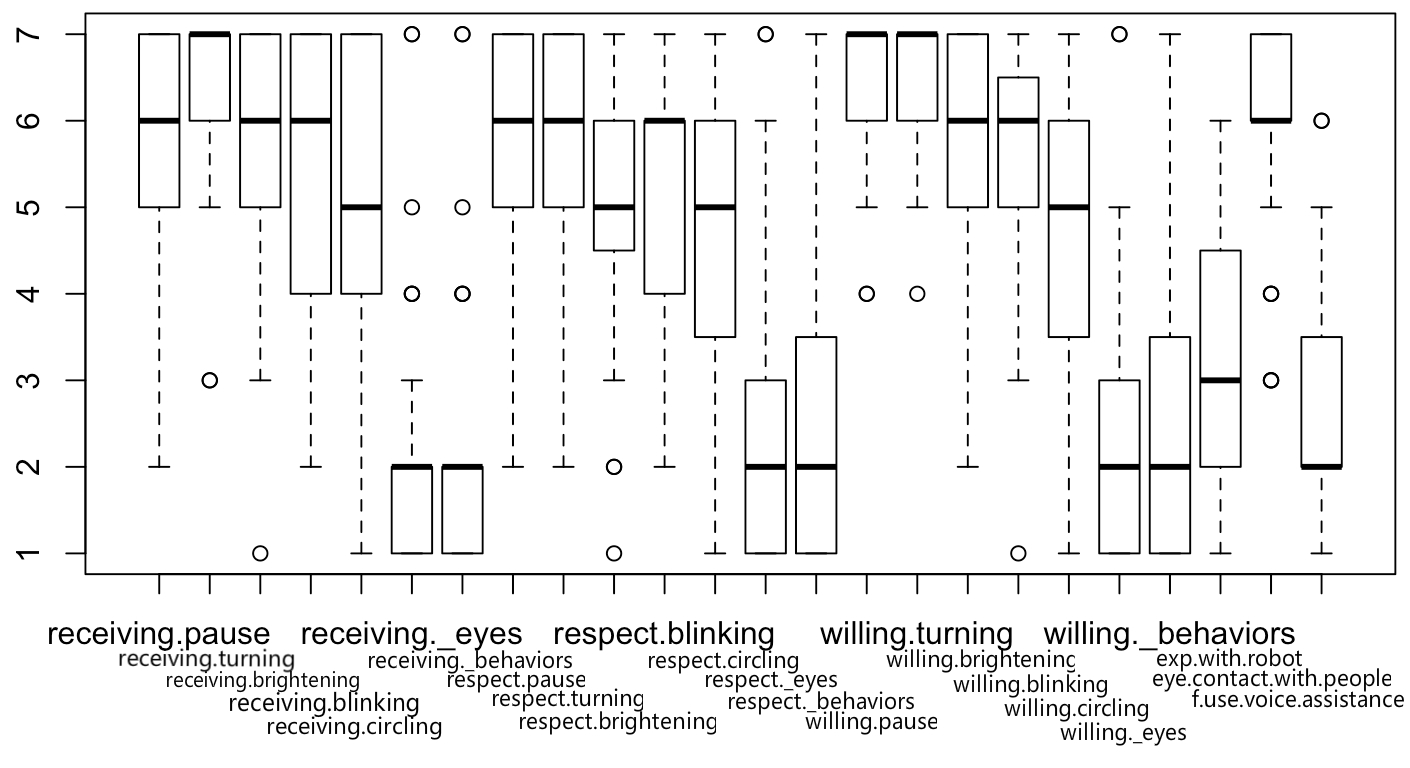 7
6
5
4
3
2
1
receiving.pause receiving._eyes respect.blinking willing.turning willing._behaviors
receiving.turning receiving._behaviors respect.circling willing.brightening exp.with.robot
receiving.brightening respect.pause respect._eyes willing.blinking eye.contact.with.people
receiving.blinking respect.turning respect._behaviors willing.circling f.use.voice.assistance
receiving.circling respect.brightening willing.pause willing._eyes